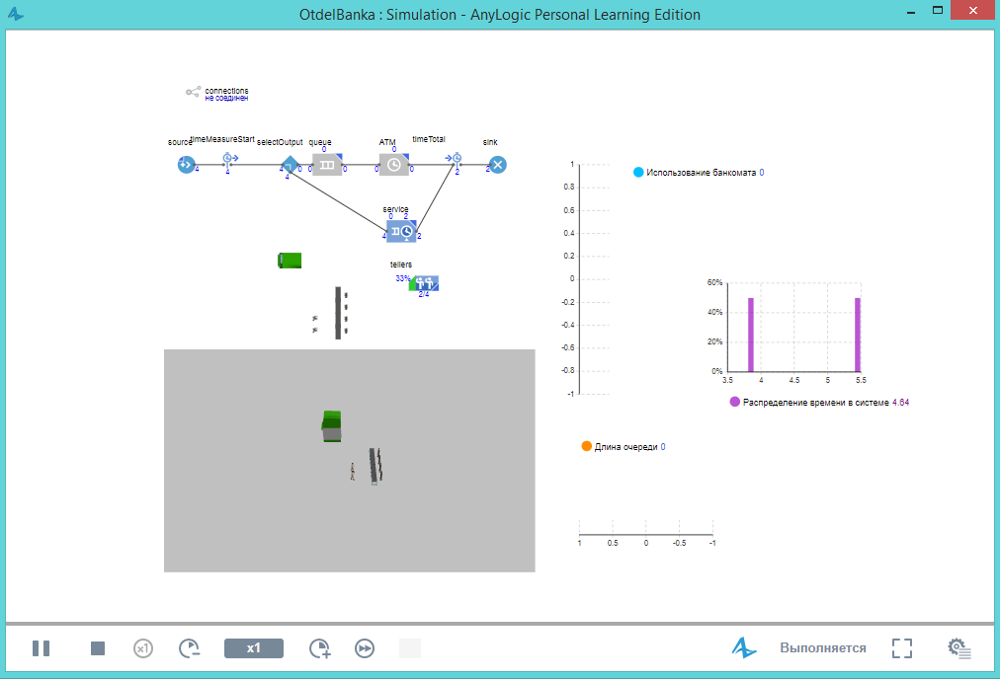 OtdelBanka : Simulation - AnyLogic Personal Learning Edition
connections
не соединен
source
timeMeasureStart
selectOutput
queue
ATM
timeTotal
sink
0
0
4
4
4
0
4
0
0
0
0
2
2
service
0 2
4
2
tellers
33%
2/4
1
0.8
0.6
0.4
0.2
0
-0.2
-0.4
-0.6
-0.8
-1
Использование банкомата 0
60%
40%
20%
0%
3.5 4 4.5 5 5.5
Распределение времени в системе 4.64
Длина очереди 0
1 0.5 0 -0.5 -1
x1
x1
Выполняется